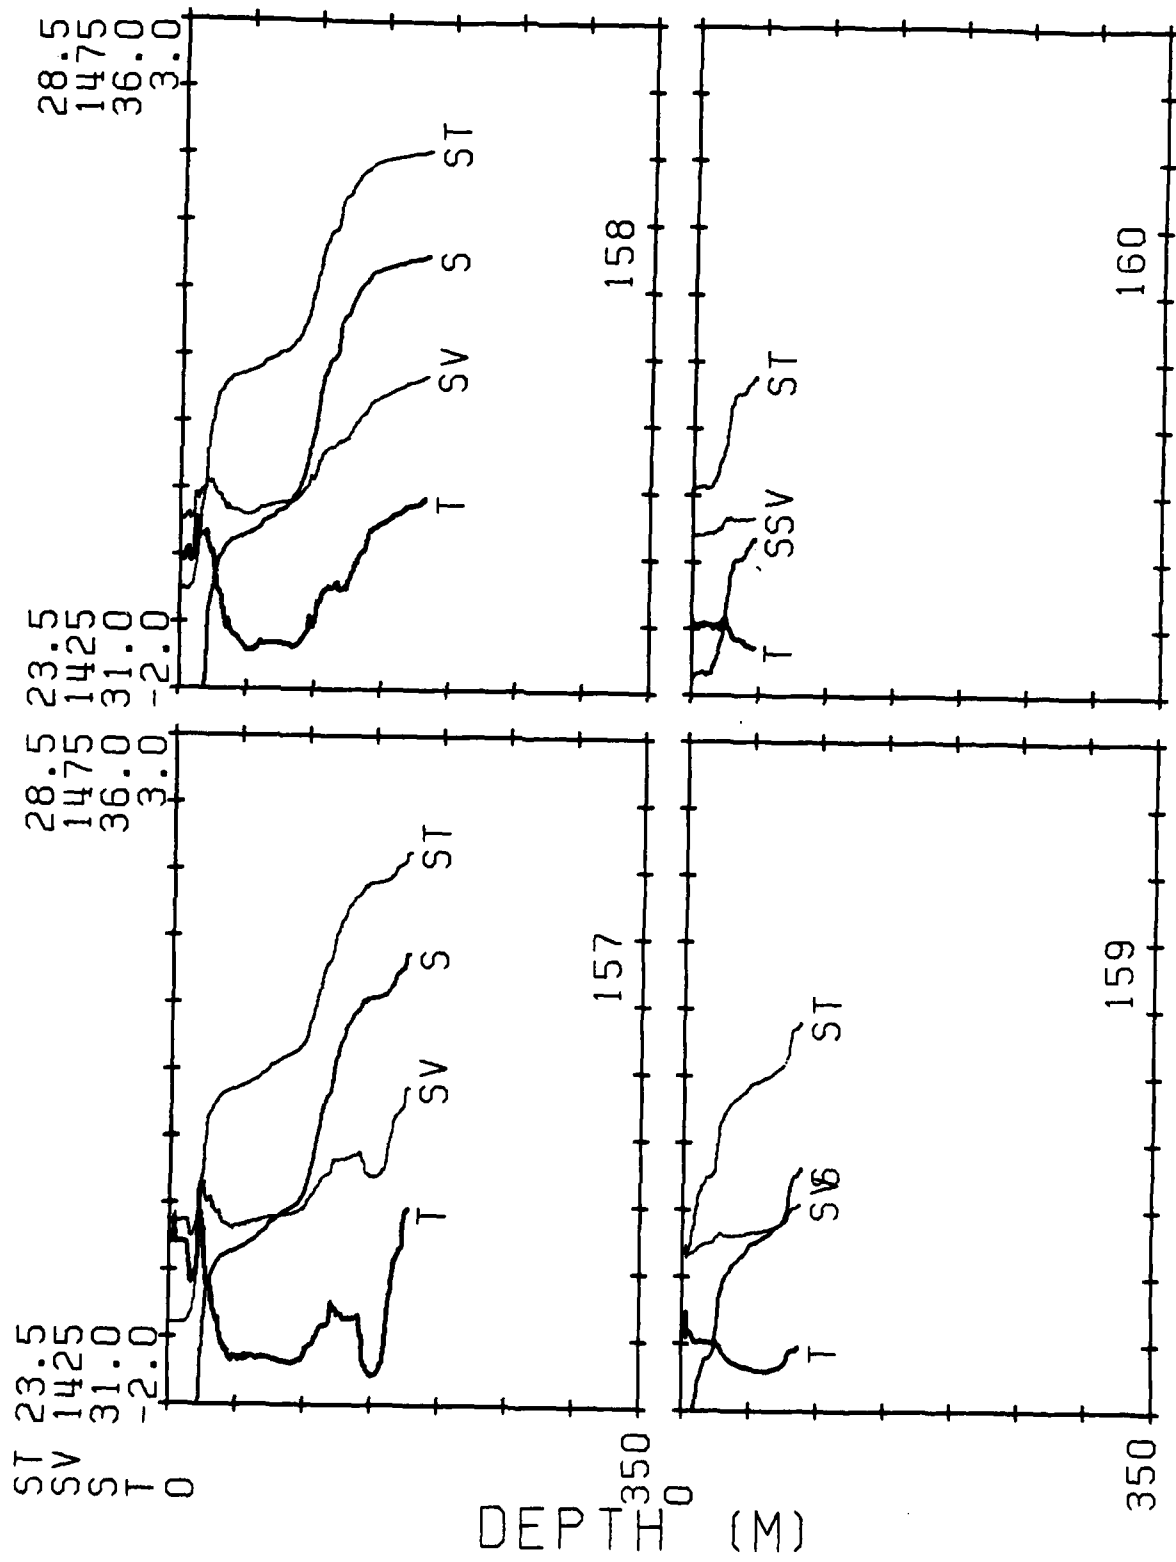 ST 23.5 28.5 23.5 28.5
SV 1425 1475 1425 1475
S 31.0 36.0 31.0 36.0
T -2.0 3.0 -2.0 3.0
0
T SV S ST
T SV S ST
157
158
350
0
DEPTH (M)
T SV S ST
T S SV ST
159
160
350